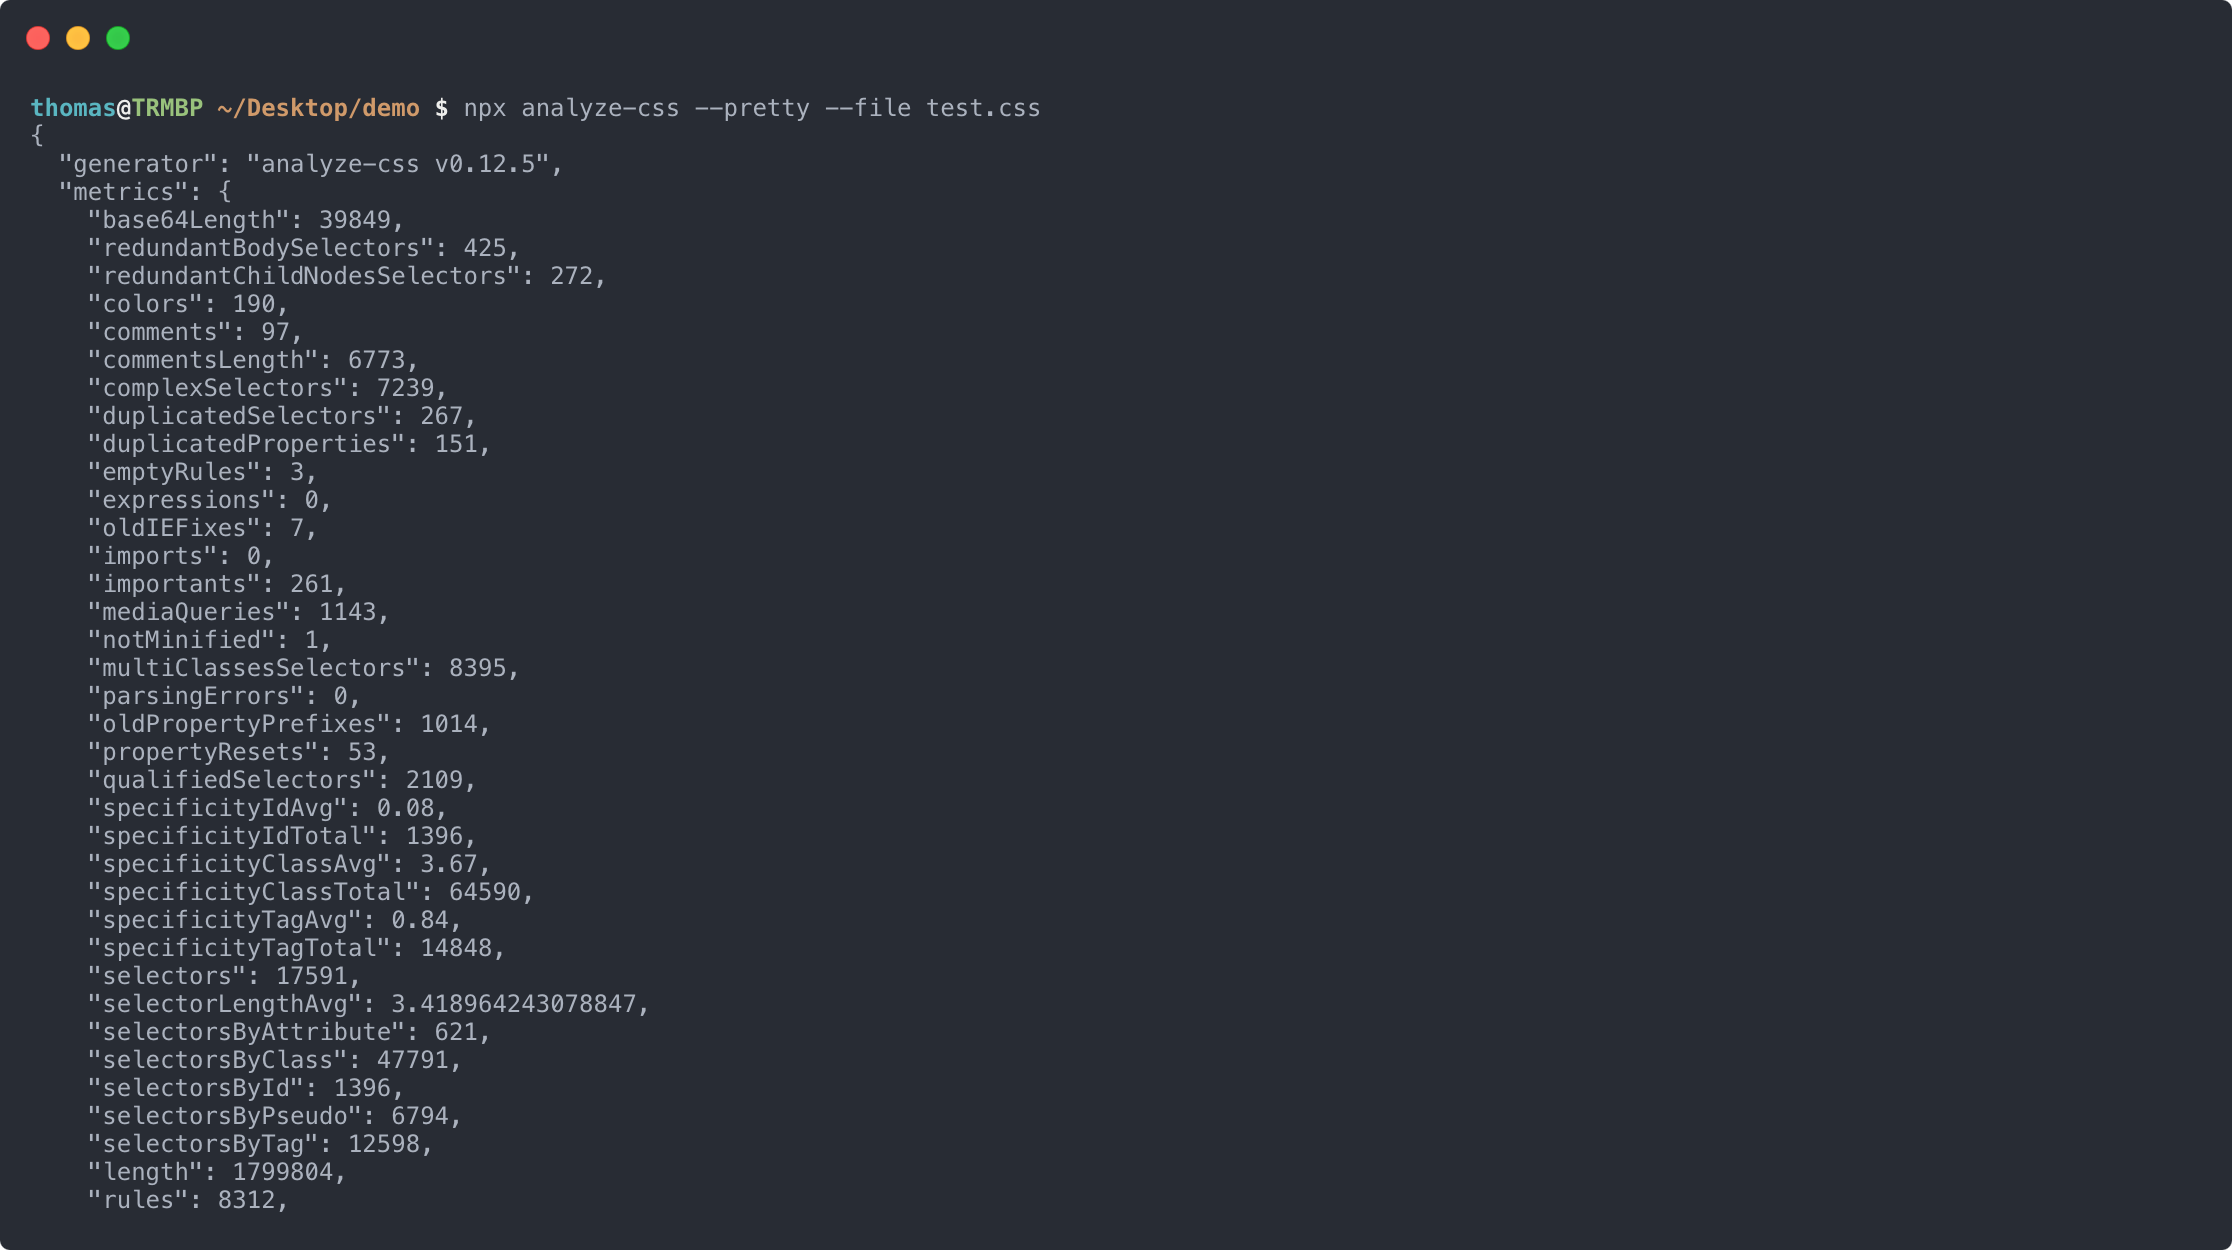 thomas@TRMBP ~/Desktop/demo $ npx analyze-css --pretty --file test.css
{
  "generator": "analyze-css v0.12.5",
  "metrics": {
    "base64Length": 39849,
    "redundantBodySelectors": 425,
    "redundantChildNodesSelectors": 272,
    "colors": 190,
    "comments": 97,
    "commentsLength": 6773,
    "complexSelectors": 7239,
    "duplicatedSelectors": 267,
    "duplicatedProperties": 151,
    "emptyRules": 3,
    "expressions": 0,
    "oldIEFixes": 7,
    "imports": 0,
    "importants": 261,
    "mediaQueries": 1143,
    "notMinified": 1,
    "multiClassesSelectors": 8395,
    "parsingErrors": 0,
    "oldPropertyPrefixes": 1014,
    "propertyResets": 53,
    "qualifiedSelectors": 2109,
    "specificityIdAvg": 0.08,
    "specificityIdTotal": 1396,
    "specificityClassAvg": 3.67,
    "specificityClassTotal": 64590,
    "specificityTagAvg": 0.84,
    "specificityTagTotal": 14848,
    "selectors": 17591,
    "selectorLengthAvg": 3.418964243078847,
    "selectorsByAttribute": 621,
    "selectorsByClass": 47791,
    "selectorsById": 1396,
    "selectorsByPseudo": 6794,
    "selectorsByTag": 12598,
    "length": 1799804,
    "rules": 8312,